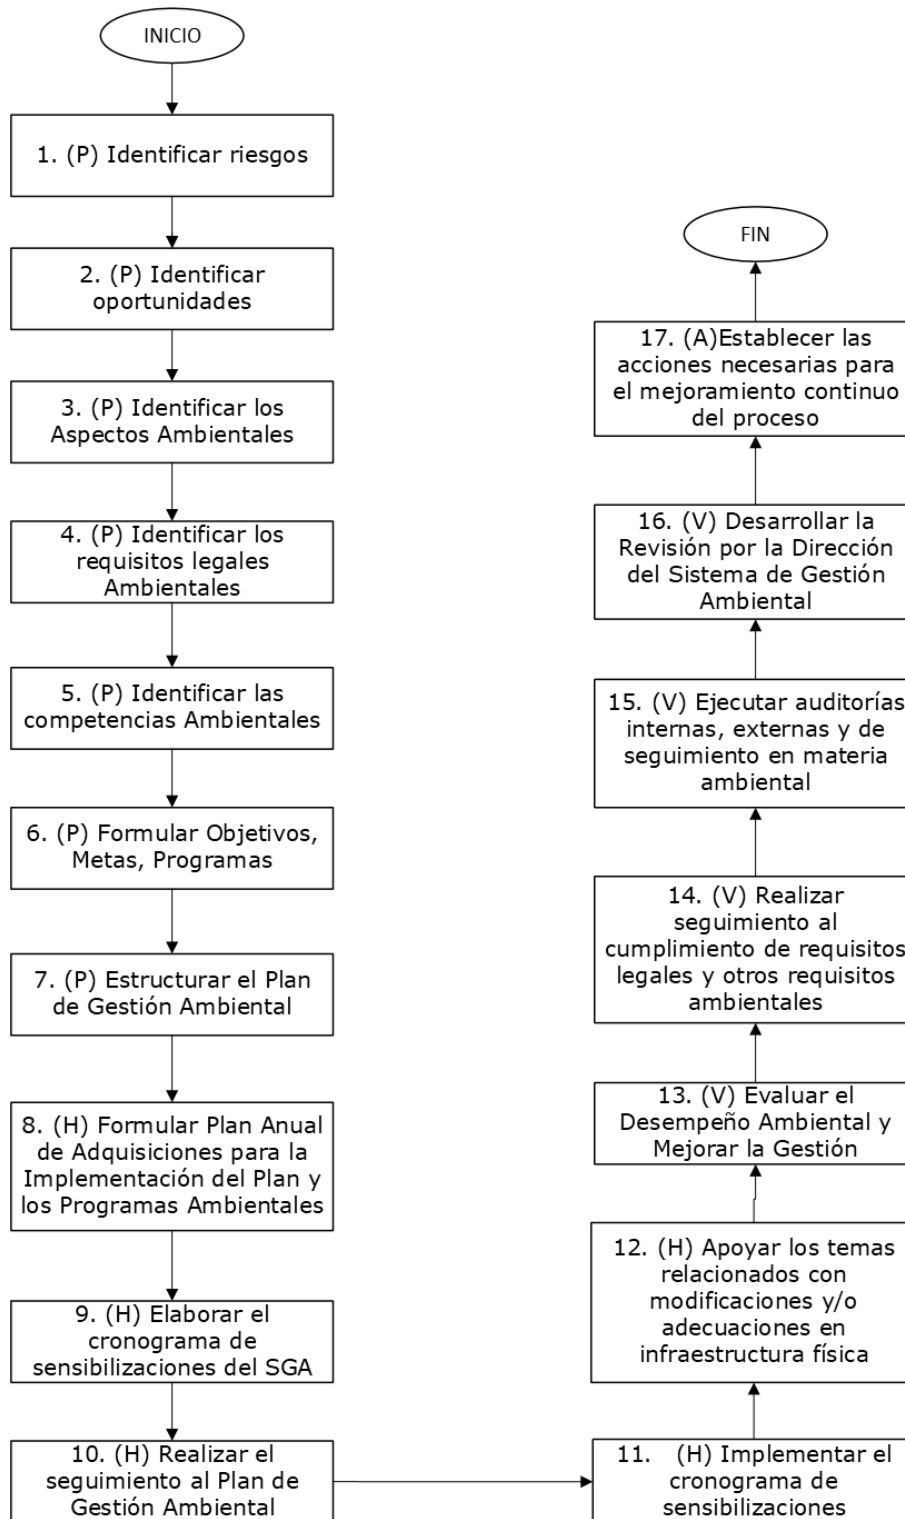 INICIO
1. (P) Identificar riesgos
2. (P) Identificar
oportunidades
3. (P) Identificar los
Aspectos Ambientales
4. (P) Identificar los
requisitos legales
Ambientales
5. (P) Identificar las
competencias Ambientales
6. (P) Formular Objetivos,
Metas, Programas
7. (P) Estructurar el Plan
de Gestión Ambiental
8. (H) Formular Plan Anual
de Adquisiciones para la
Implementación del Plan y
los Programas Ambientales
9. (H) Elaborar el
cronograma de
sensibilizaciones del SGA
10. (H) Realizar el
seguimiento al Plan de
Gestión Ambiental
11. (H) Implementar el
cronograma de
sensibilizaciones
12. (H) Apoyar los temas
relacionados con
modificaciones y/o
adecuaciones en
infraestructura física
13. (V) Evaluar el
Desempeño Ambiental y
Mejorar la Gestión
14. (V) Realizar
seguimiento al
cumplimiento de requisitos
legales y otros requisitos
ambientales
15. (V) Ejecutar auditorías
internas, externas y de
seguimiento en materia
ambiental
16. (V) Desarrollar la
Revisión por la Dirección
del Sistema de Gestión
Ambiental
17. (A)Establecer las
acciones necesarias para
el mejoramiento continuo
del proceso
FIN